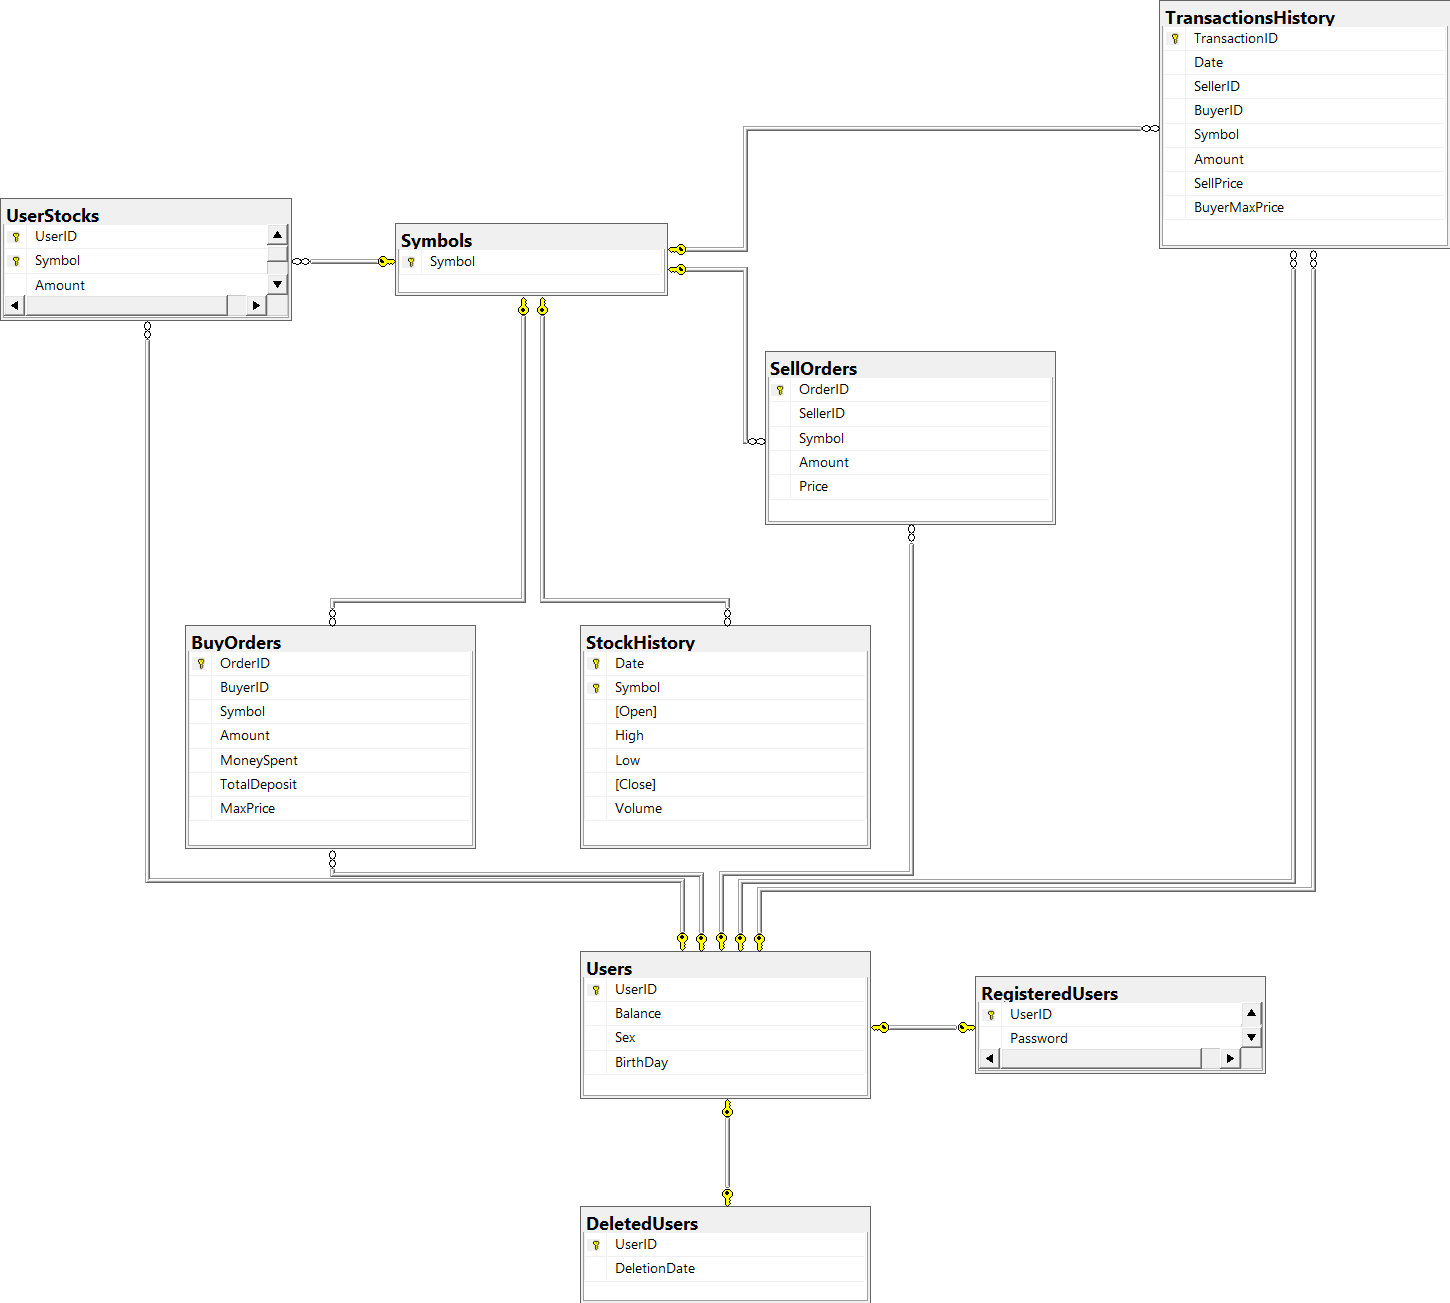 TransactionsHistory
TransactionID
Date
SellerID
BuyerID
Symbol
Amount
SellPrice
BuyerMaxPrice
UserStocks
UserID
Symbol
Amount
Symbols
Symbol
SellOrders
OrderID
SellerID
Symbol
Amount
Price
BuyOrders
OrderID
BuyerID
Symbol
Amount
MoneySpent
TotalDeposit
MaxPrice
StockHistory
Date
Symbol
[Open]
High
Low
[Close]
Volume
Users
UserID
Balance
Sex
BirthDay
RegisteredUsers
UserID
Password
DeletedUsers
UserID
DeletionDate